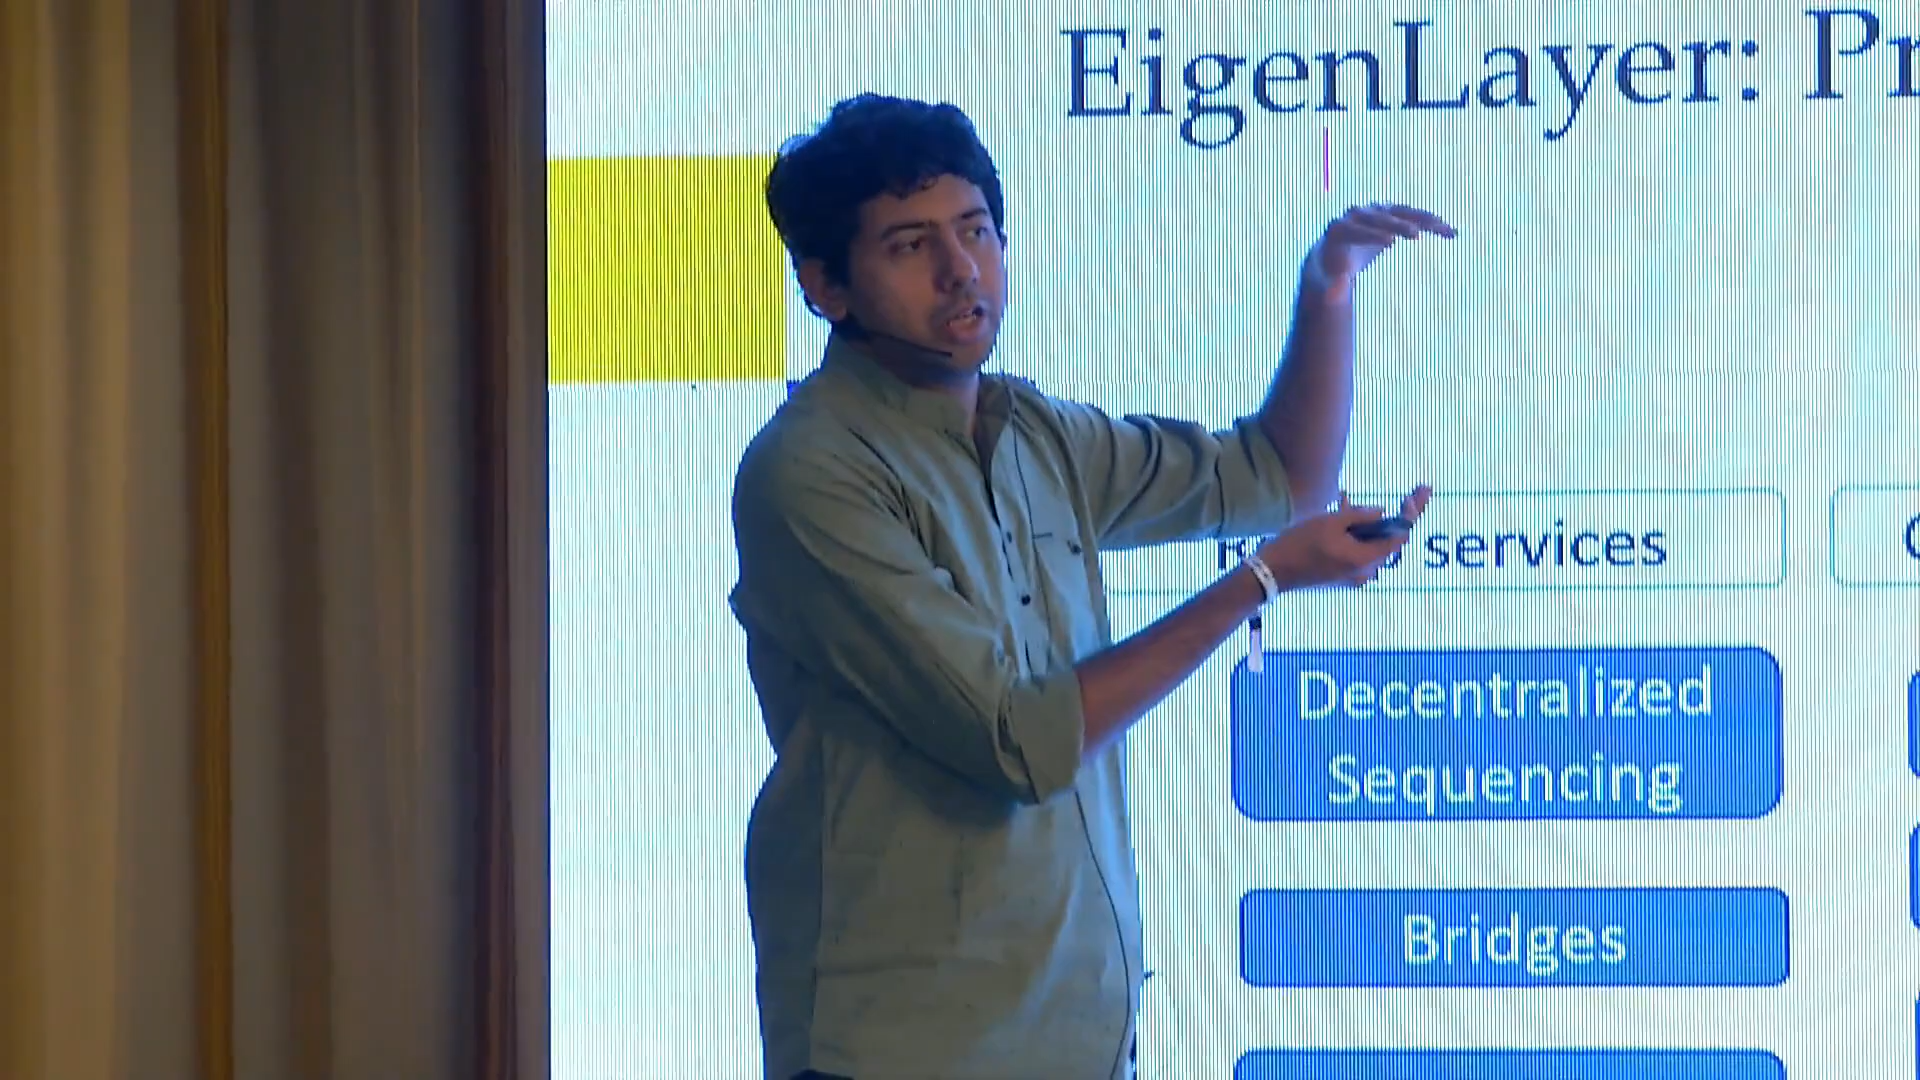 EigenLayer: Pr
services
Decentralized
Sequencing
Bridges